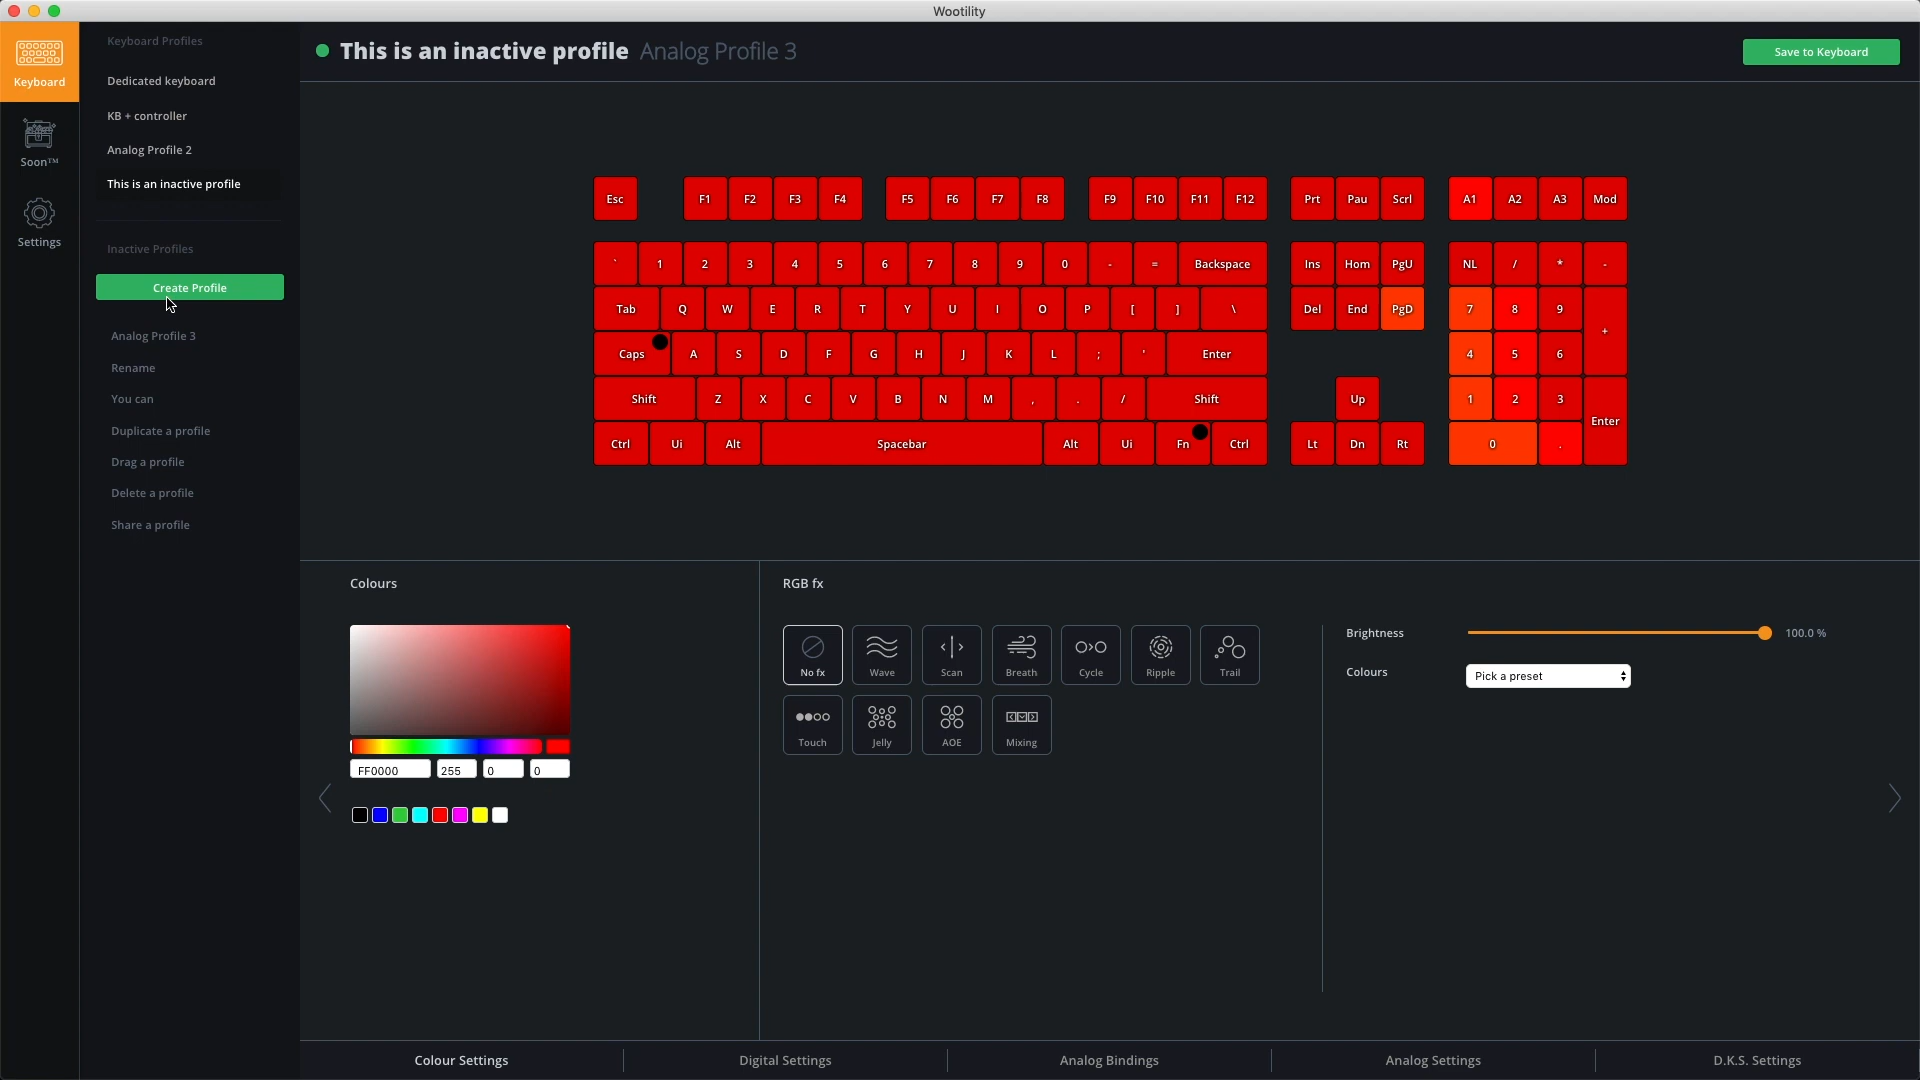 Wootility
Keyboard
Soon™
Settings
Keyboard Profiles
Dedicated keyboard
KB + controller
Analog Profile 2
This is an inactive profile
Inactive Profiles
Create Profile
Analog Profile 3
Rename
You can
Duplicate a profile
Drag a profile
Delete a profile
Share a profile
This is an inactive profile Analog Profile 3
Save to Keyboard
Esc F1 F2 F3 F4 F5 F6 F7 F8 F9 F10 F11 F12 Prt Pau Scrl A1 A2 A3 Mod
` 1 2 3 4 5 6 7 8 9 0 - = Backspace Ins Hom PgU NL / * -
Tab Q W E R T Y U I O P [ ] \ Del End PgD 7 8 9 +
Caps A S D F G H J K L ; ' Enter 4 5 6
Shift Z X C V B N M , . / Shift Up 1 2 3 Enter
Ctrl Ui Alt Spacebar Alt Ui Fn Ctrl Lt Dn Rt 0 .
Colours
FF0000 255 0 0
RGB fx
No fx Wave Scan Breath Cycle Ripple Trail
Touch Jelly AOE Mixing
Brightness 100.0 %
Colours Pick a preset
Colour Settings Digital Settings Analog Bindings Analog Settings D.K.S. Settings